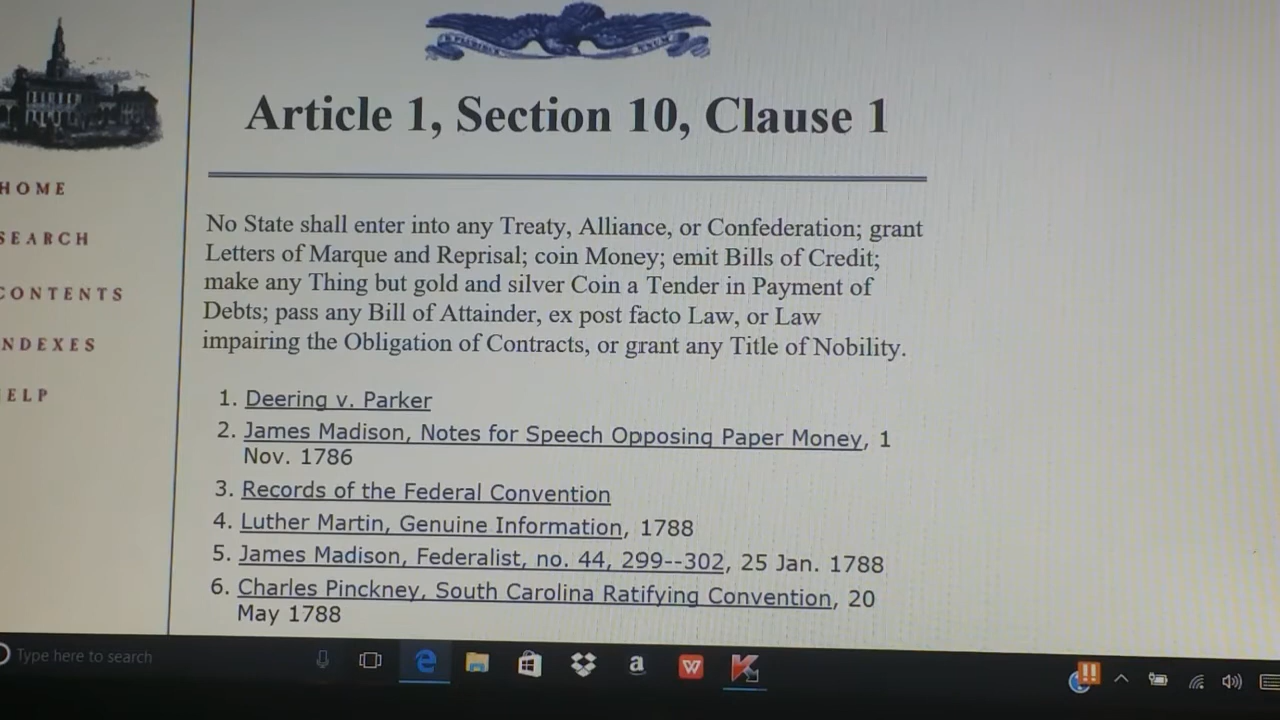 E PLURIBUS UNUM
Article 1, Section 10, Clause 1
HOME
SEARCH
CONTENTS
NDEXES
ELP
No State shall enter into any Treaty, Alliance, or Confederation; grant
Letters of Marque and Reprisal; coin Money; emit Bills of Credit;
make any Thing but gold and silver Coin a Tender in Payment of
Debts; pass any Bill of Attainder, ex post facto Law, or Law
impairing the Obligation of Contracts, or grant any Title of Nobility.
1. Deering v. Parker
2. James Madison, Notes for Speech Opposing Paper Money, 1
Nov. 1786
3. Records of the Federal Convention
4. Luther Martin, Genuine Information, 1788
5. James Madison, Federalist, no. 44, 299--302, 25 Jan. 1788
6. Charles Pinckney, South Carolina Ratifying Convention, 20
May 1788
Type here to search